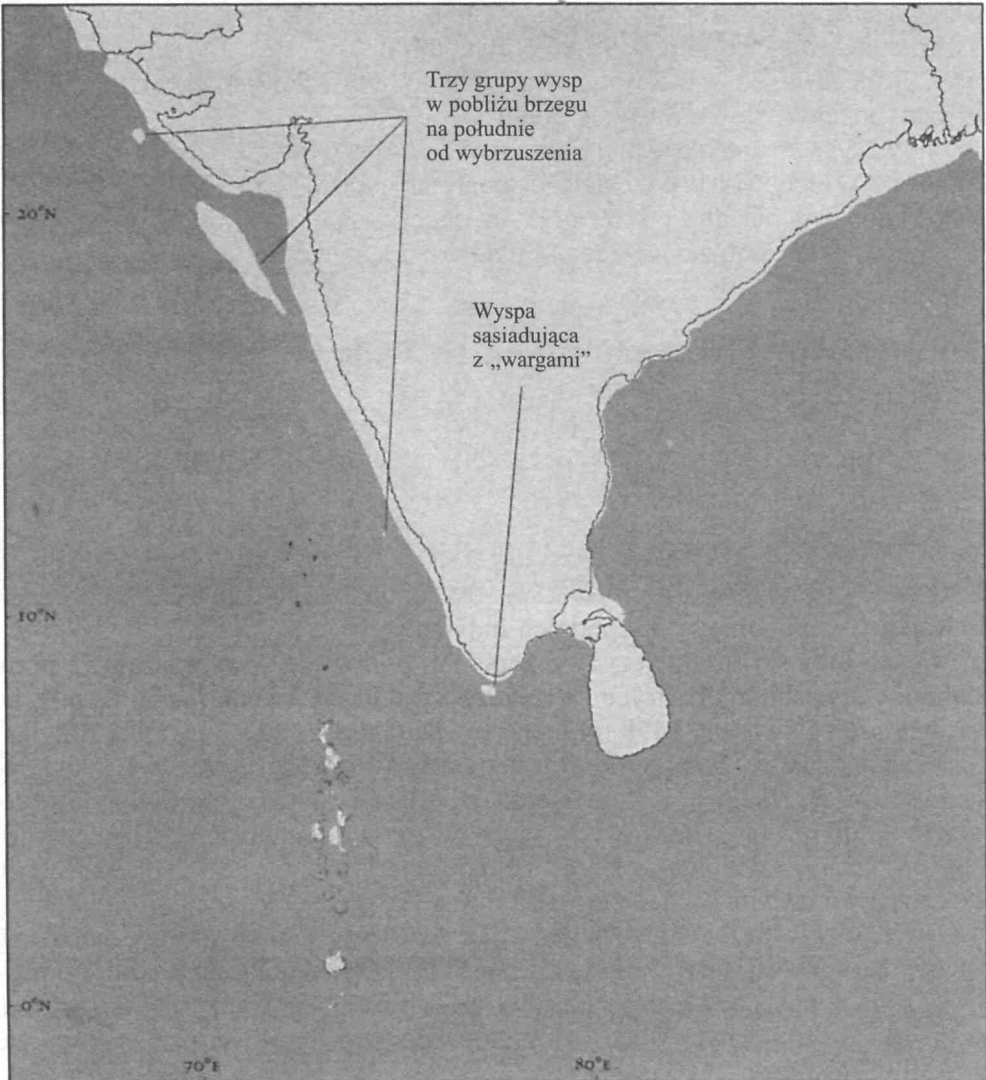 Trzy grupy wysp
w pobliżu brzegu
na południe
od wybrzuszenia
20°N
Wyspa
sąsiadująca
z „wargami”
10°N
0°N
70°E
80°E